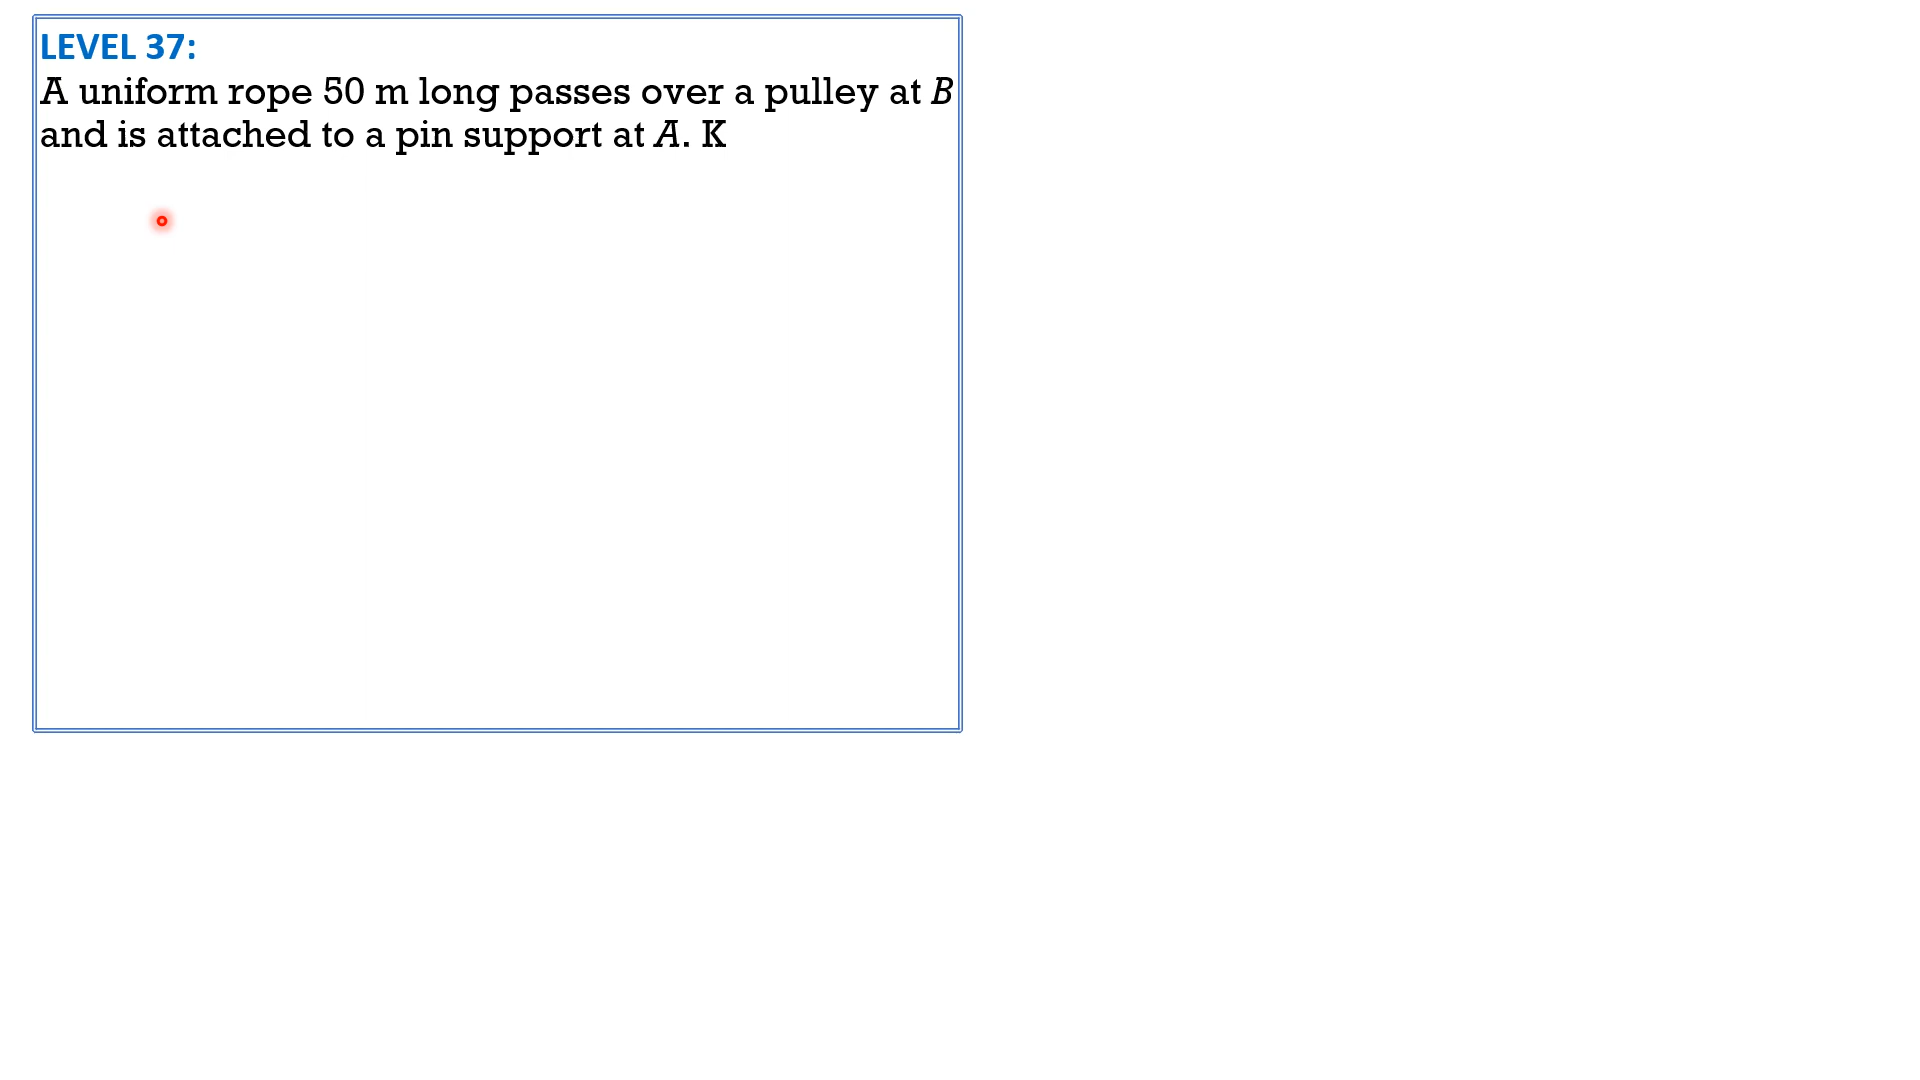 LEVEL 37:
A uniform rope 50 m long passes over a pulley at B
and is attached to a pin support at A. K